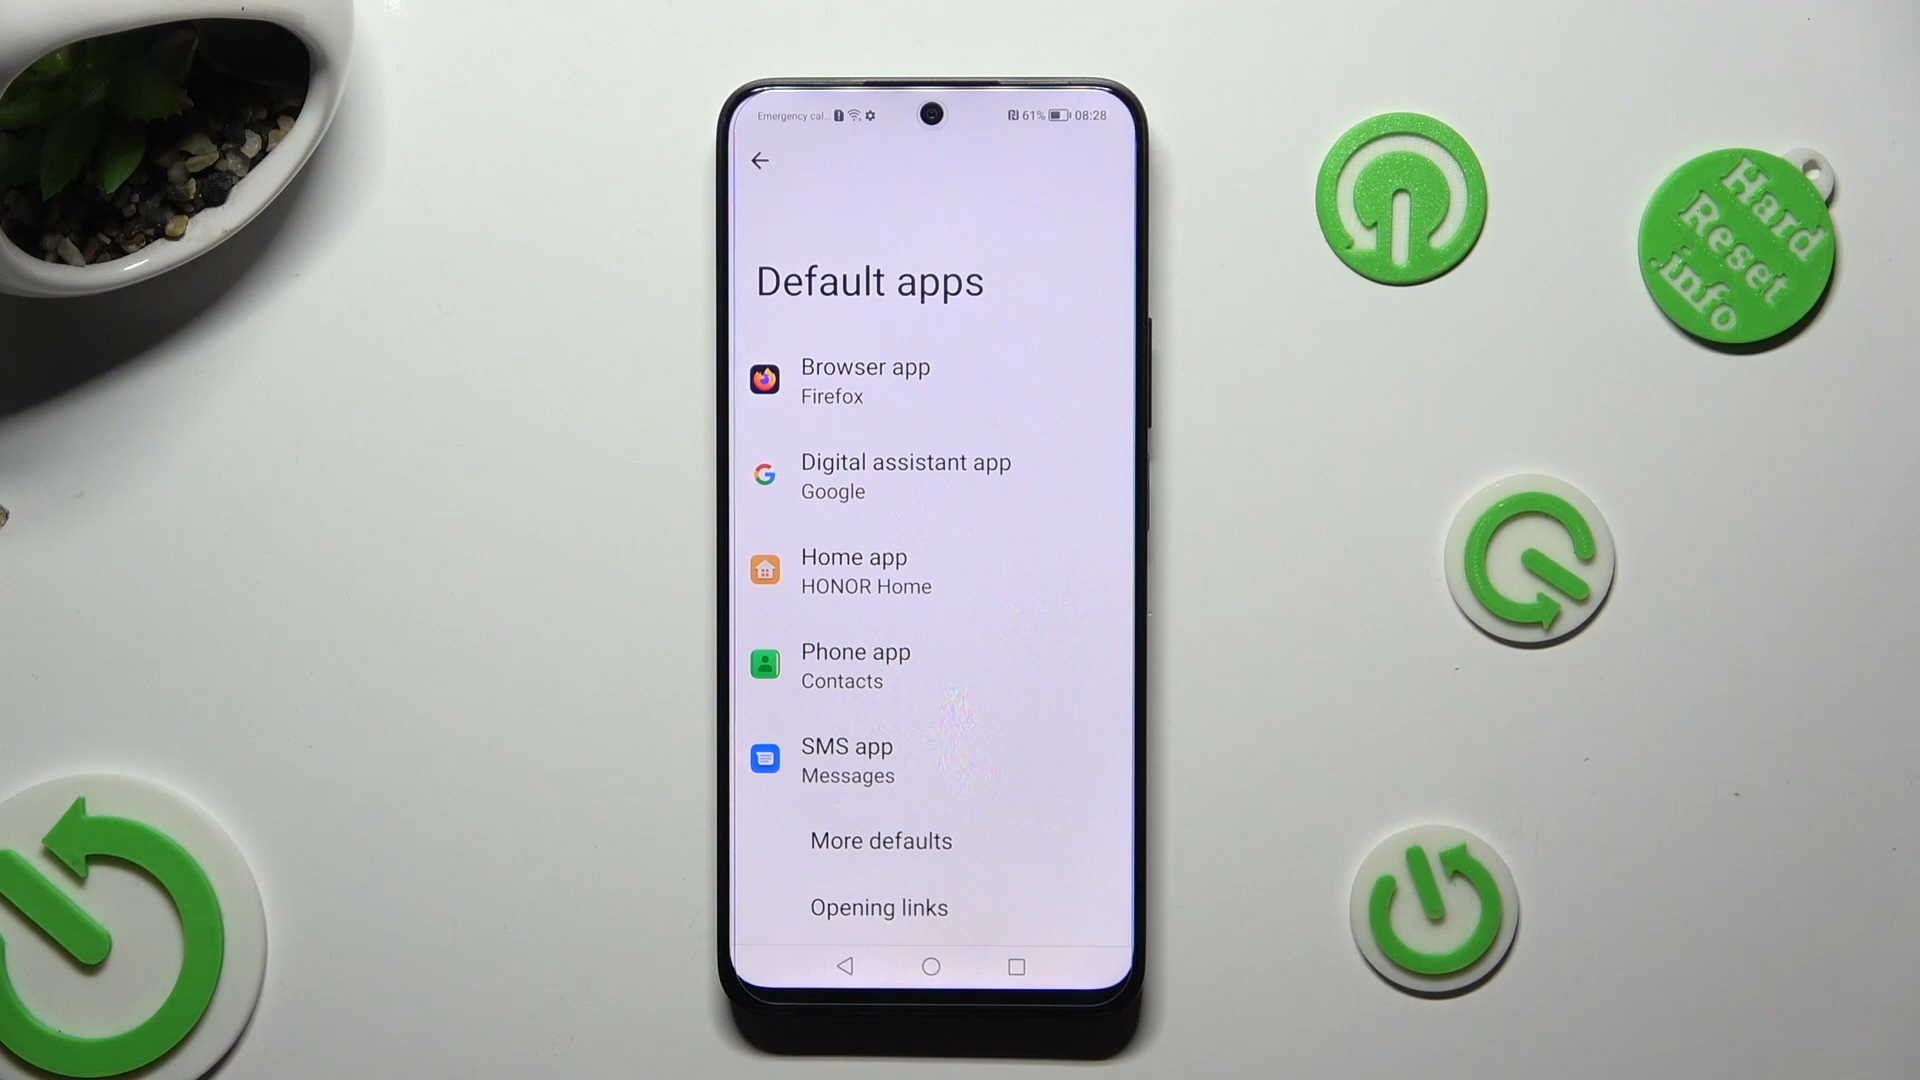 Emergency cal...
61% 08:28
Default apps
Browser app
Firefox
Digital assistant app
Google
Home app
HONOR Home
Phone app
Contacts
SMS app
Messages
More defaults
Opening links
Hard
Reset
.info